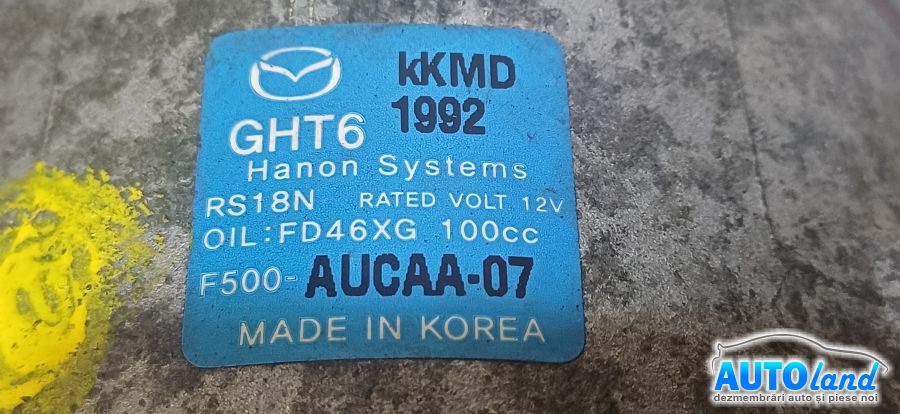 kKMD
1992
GHT6
Hanon Systems
RS18N RATED VOLT 12V
OIL: FD46XG 100cc
F500-AUCAA-07
MADE IN KOREA
AUTOland
dezmembrări auto și piese noi